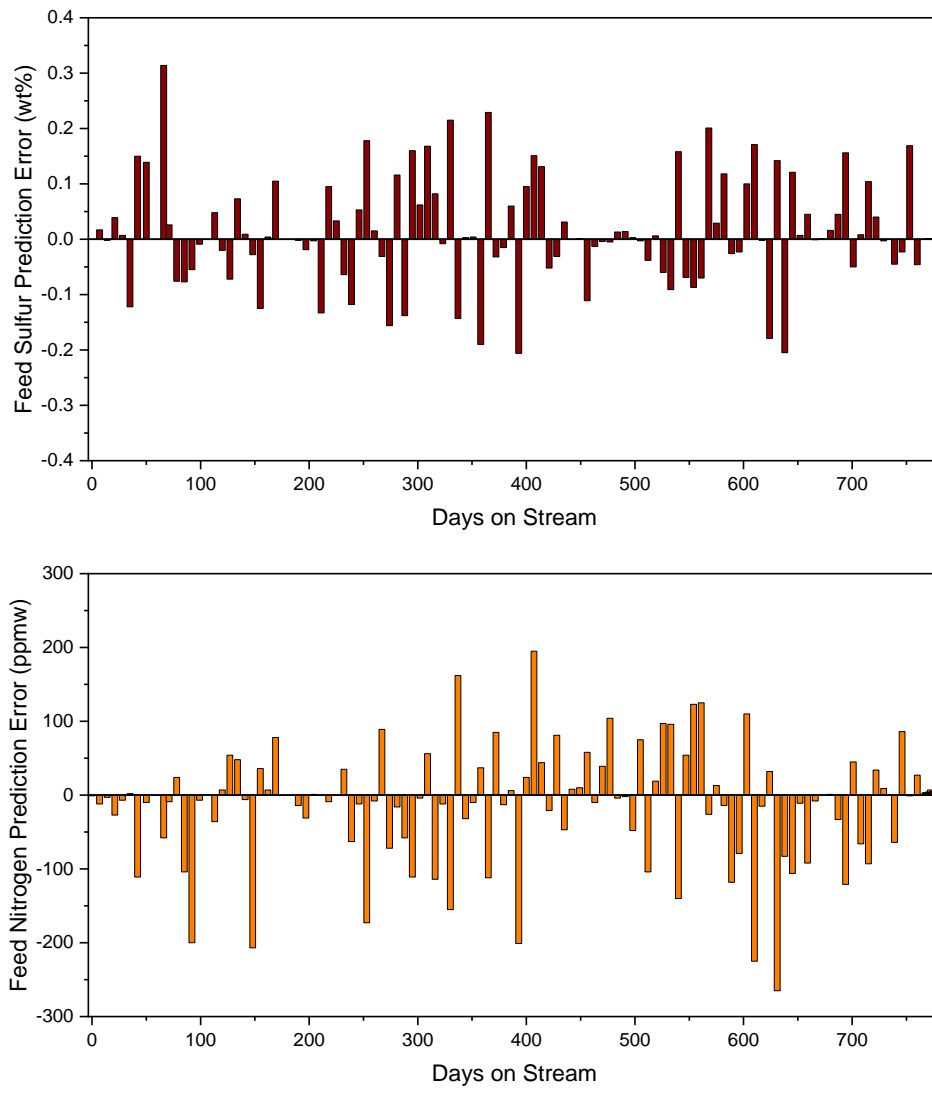 Feed Sulfur Prediction Error (wt%)
0.4
0.3
0.2
0.1
0.0
-0.1
-0.2
-0.3
-0.4
0 100 200 300 400 500 600 700
Days on Stream
Feed Nitrogen Prediction Error (ppmw)
300
200
100
0
-100
-200
-300
0 100 200 300 400 500 600 700
Days on Stream